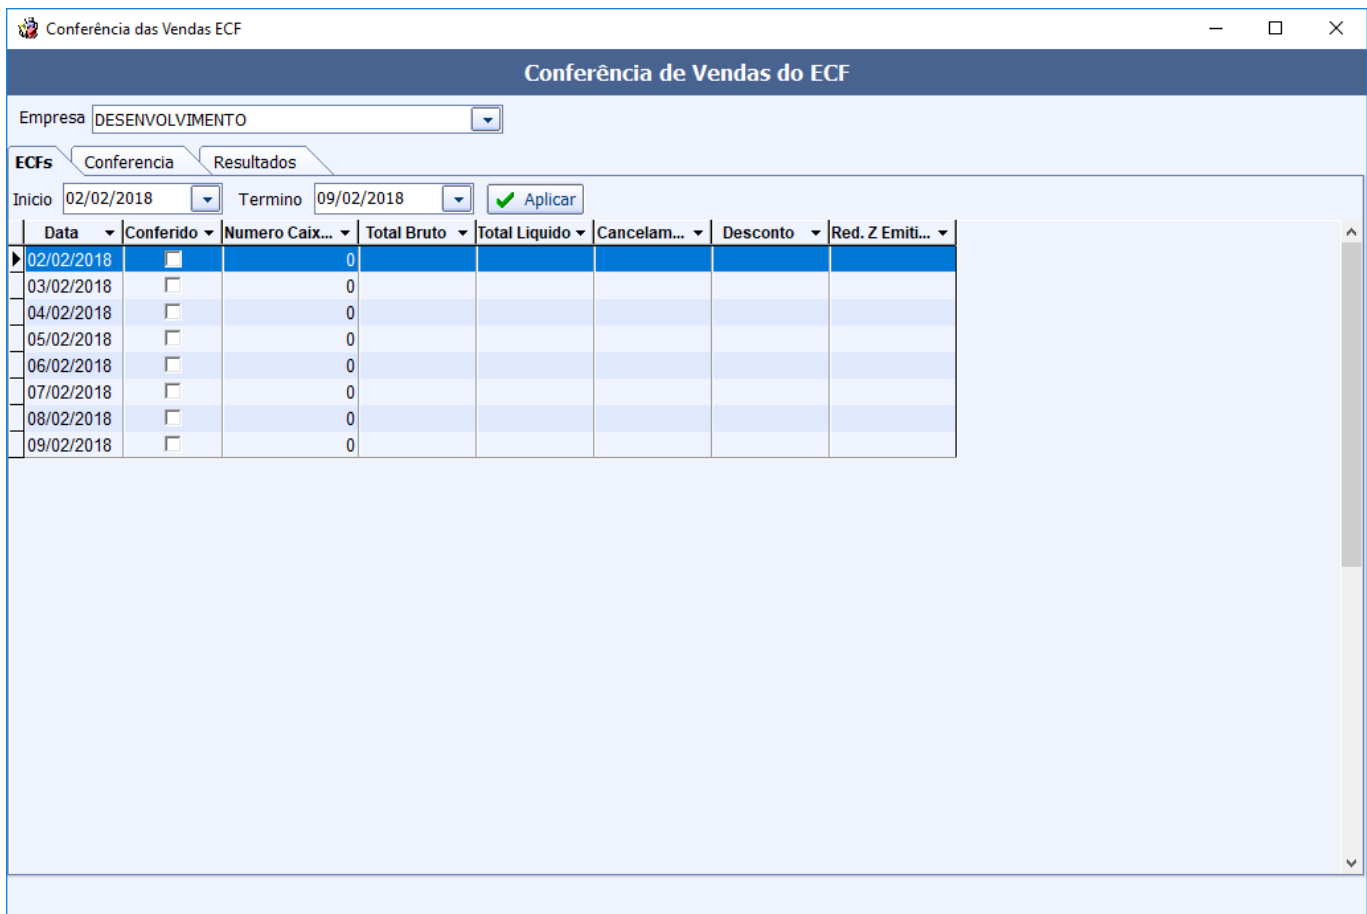 Conferência das Vendas ECF
Conferência de Vendas do ECF
Empresa DESENVOLVIMENTO
ECFs Conferencia Resultados
Inicio 02/02/2018 Termino 09/02/2018 Aplicar
Data Conferido Numero Caix... Total Bruto Total Liquido Cancelam... Desconto Red. Z Emiti...
02/02/2018 0
03/02/2018 0
04/02/2018 0
05/02/2018 0
06/02/2018 0
07/02/2018 0
08/02/2018 0
09/02/2018 0